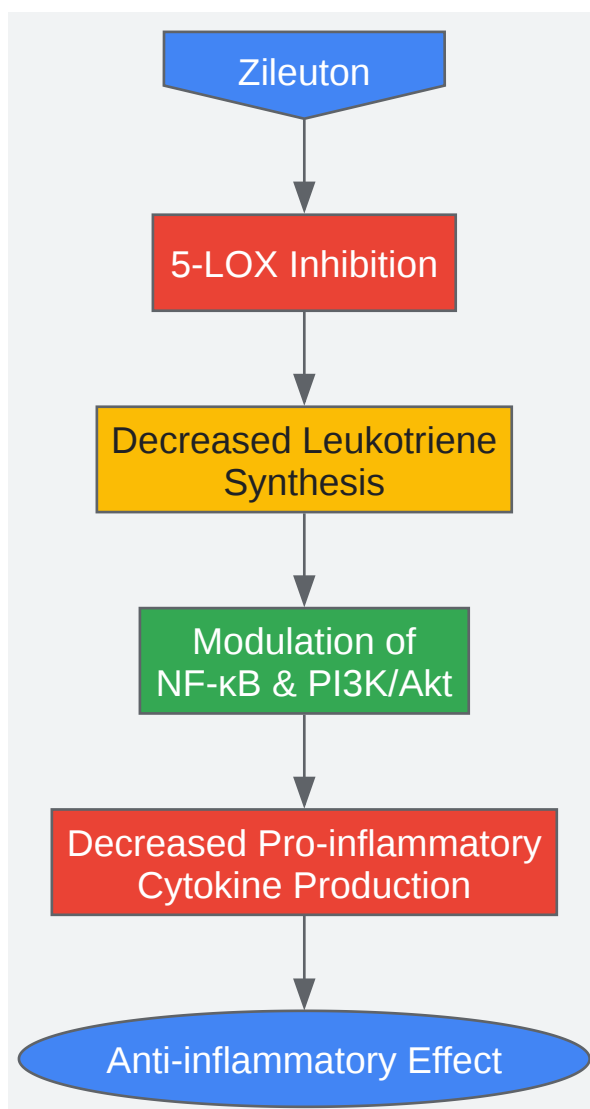 Zileuton
5-LOX Inhibition
Decreased Leukotriene
Synthesis
Modulation of
NF-κB & PI3K/Akt
Decreased Pro-inflammatory
Cytokine Production
Anti-inflammatory Effect